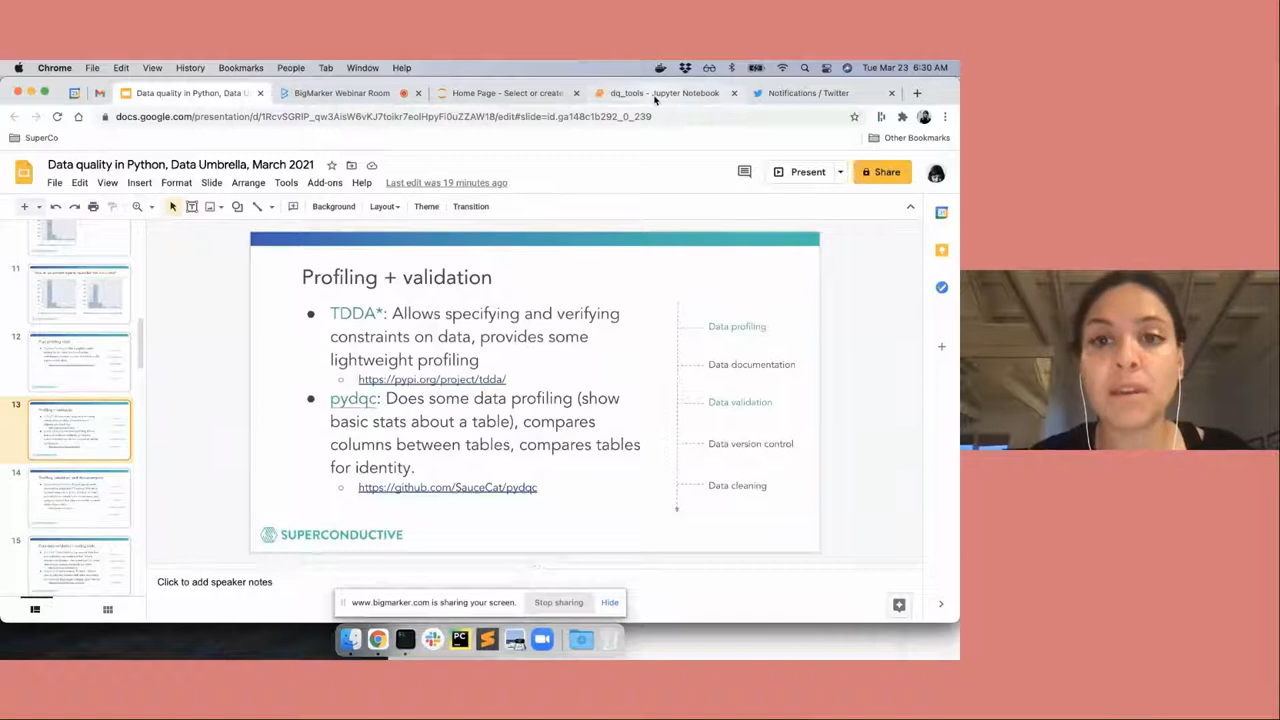 Chrome File Edit View History Bookmarks People Tab Window Help Tue Mar 23 6:30 AM
Data quality in Python, Data U BigMarker Webinar Room Home Page - Select or create dq_tools - Jupyter Notebook Notifications / Twitter
docs.google.com/presentation/d/1RcvSGRIP_qw3AisW6vKJ7toikr7eolHpyFi0uZZAW18/edit#slide=id.ga148c1b292_0_239
SuperCo Other Bookmarks
Data quality in Python, Data Umbrella, March 2021
Present Share
File Edit View Insert Format Slide Arrange Tools Add-ons Help Last edit was 19 minutes ago
Background Layout Theme Transition
11
12
13
14
15
Profiling + validation
TDDA*: Allows specifying and verifying
constraints on data, provides some
lightweight profiling
https://pypi.org/project/tdda/
pydqc: Does some data profiling (show
basic stats about a table), compares
columns between tables, compares tables
for identity.
https://github.com/SauceCat/pydqc
Data profiling
Data documentation
Data validation
Data version control
Data cleaning
SUPERCONDUCTIVE
Click to add speaker notes
www.bigmarker.com is sharing your screen. Stop sharing Hide